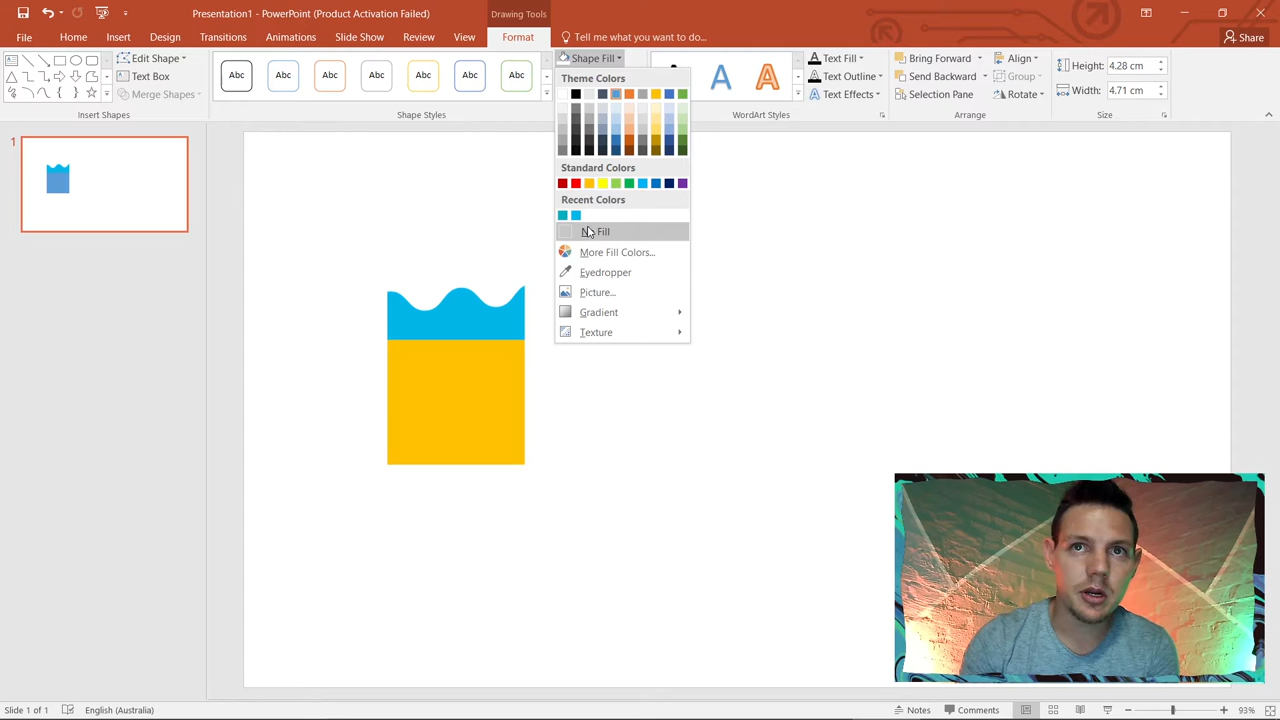 Presentation1 - PowerPoint (Product Activation Failed)
Drawing Tools
File Home Insert Design Transitions Animations Slide Show Review View Format Tell me what you want to do... Share
Edit Shape
Text Box
Merge Shapes
Insert Shapes
Abc Abc Abc Abc Abc Abc Abc
Shape Styles
Shape Fill
A A
WordArt Styles
Text Fill
Text Outline
Text Effects
Bring Forward
Send Backward
Selection Pane
Align
Group
Rotate
Arrange
Height: 4.28 cm
Width: 4.71 cm
Size
Theme Colors
Standard Colors
Recent Colors
No Fill
More Fill Colors...
Eyedropper
Picture...
Gradient
Texture
1
Slide 1 of 1 English (Australia) Notes Comments 93%